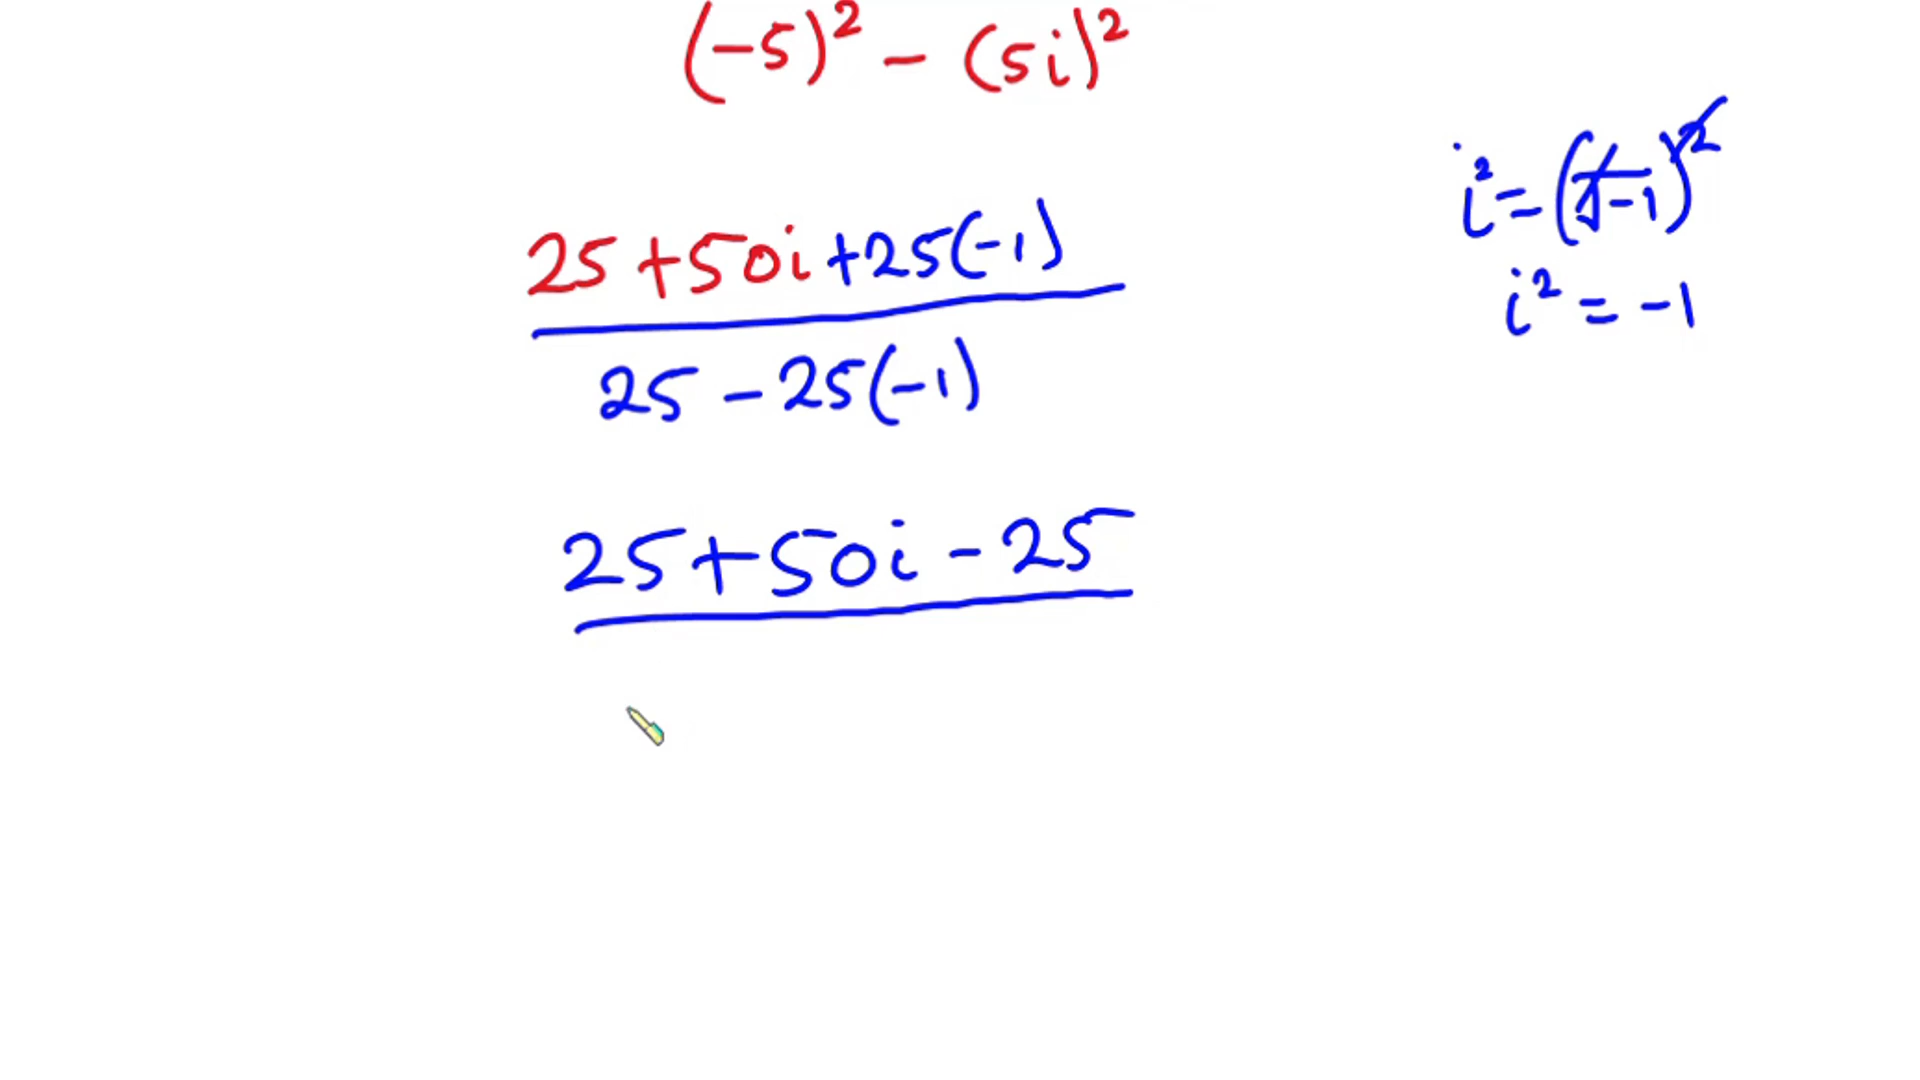 (-5)² - (5i)²
i² = (√-1)²
25 + 50i + 25(-1)
i² = -1
25 - 25(-1)
25 + 50i - 25